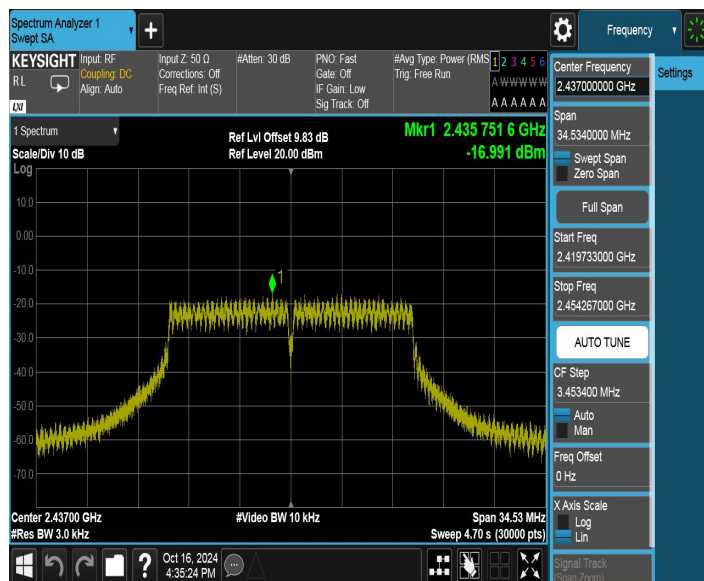 Spectrum Analyzer 1
Swept SA
+
Frequency
KEYSIGHT
RL
LXI
Input: RF
Coupling: DC
Align: Auto
Input Z: 50 Ω
Corrections: Off
Freq Ref: Int (S)
#Atten: 30 dB
PNO: Fast
Gate: Off
IF Gain: Low
Sig Track: Off
#Avg Type: Power (RMS
Trig: Free Run
1 2 3 4 5 6
A W W W W W
A A A A A A
1 Spectrum
Scale/Div 10 dB
Log
Ref Lvl Offset 9.83 dB
Ref Level 20.00 dBm
Mkr1 2.435 751 6 GHz
-16.991 dBm
10.0
0.00
-10.0
-20.0
-30.0
-40.0
-50.0
-60.0
-70.0
1
Center 2.43700 GHz
#Res BW 3.0 kHz
#Video BW 10 kHz
Span 34.53 MHz
Sweep 4.70 s (30000 pts)
Center Frequency
2.437000000 GHz
Span
34.5340000 MHz
Swept Span
Zero Span
Full Span
Start Freq
2.419733000 GHz
Stop Freq
2.454267000 GHz
AUTO TUNE
CF Step
3.453400 MHz
Auto
Man
Freq Offset
0 Hz
X Axis Scale
Log
Lin
Signal Track
(Span Zoom)
Settings
?
Oct 16, 2024
4:35:24 PM